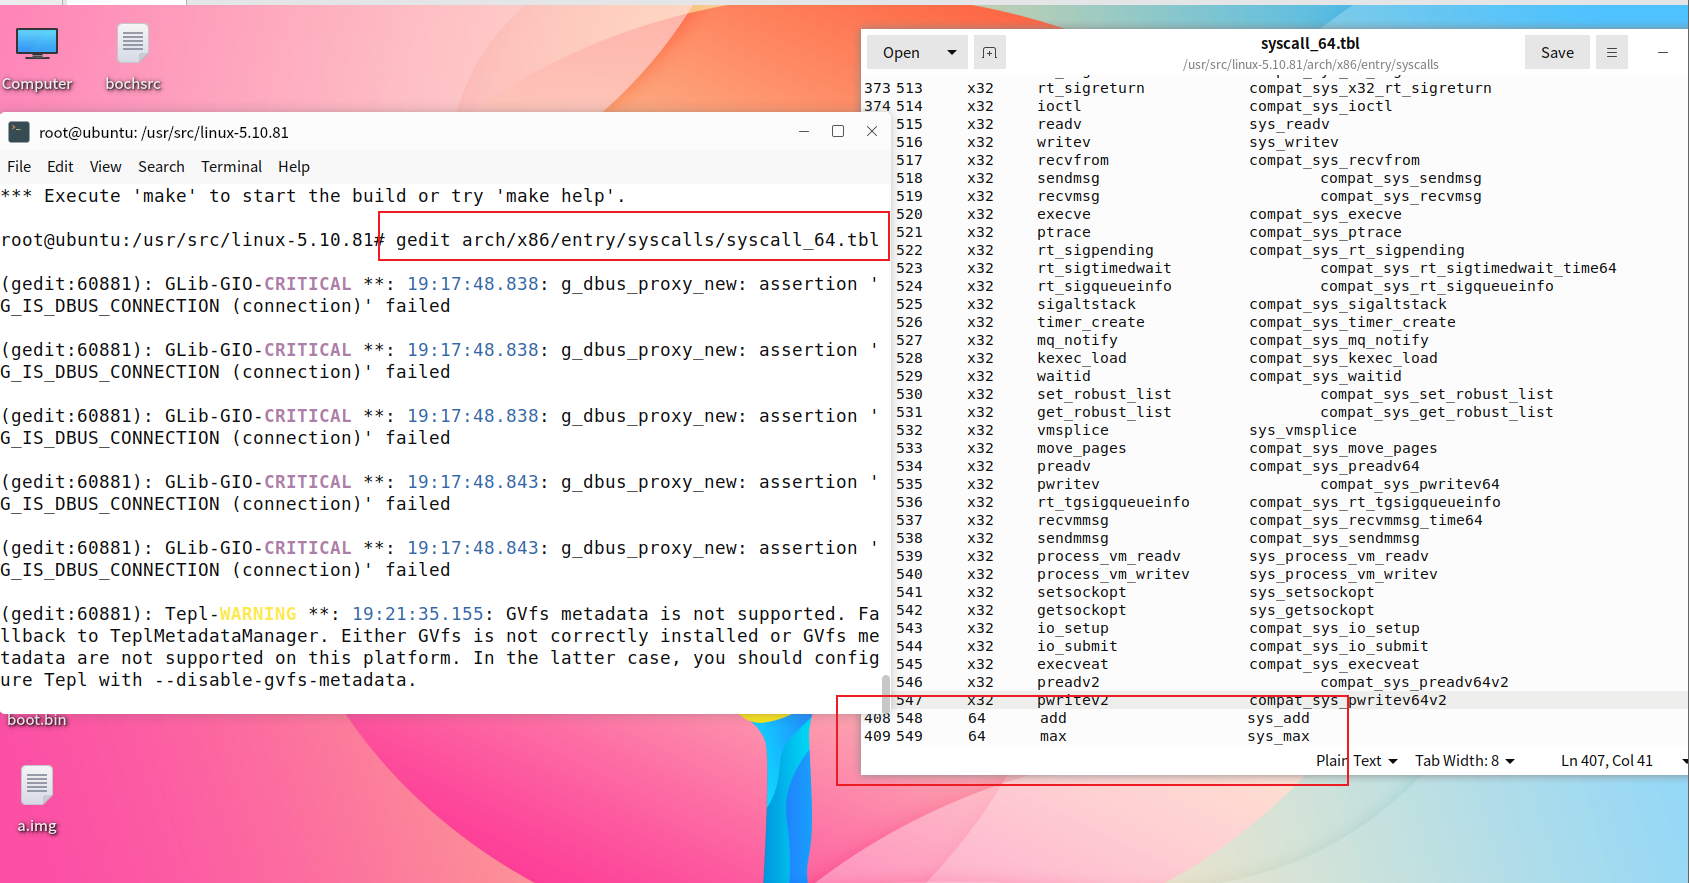 Computer
bochsrc
root@ubuntu: /usr/src/linux-5.10.81
File Edit View Search Terminal Help
*** Execute 'make' to start the build or try 'make help'.
root@ubuntu:/usr/src/linux-5.10.81# gedit arch/x86/entry/syscalls/syscall_64.tbl
(gedit:60881): GLib-GIO-CRITICAL **: 19:17:48.838: g_dbus_proxy_new: assertion '
G_IS_DBUS_CONNECTION (connection)' failed
(gedit:60881): GLib-GIO-CRITICAL **: 19:17:48.838: g_dbus_proxy_new: assertion '
G_IS_DBUS_CONNECTION (connection)' failed
(gedit:60881): GLib-GIO-CRITICAL **: 19:17:48.838: g_dbus_proxy_new: assertion '
G_IS_DBUS_CONNECTION (connection)' failed
(gedit:60881): GLib-GIO-CRITICAL **: 19:17:48.843: g_dbus_proxy_new: assertion '
G_IS_DBUS_CONNECTION (connection)' failed
(gedit:60881): GLib-GIO-CRITICAL **: 19:17:48.843: g_dbus_proxy_new: assertion '
G_IS_DBUS_CONNECTION (connection)' failed
(gedit:60881): Tepl-WARNING **: 19:21:35.155: GVfs metadata is not supported. Fa
llback to TeplMetadataManager. Either GVfs is not correctly installed or GVfs me
tadata are not supported on this platform. In the latter case, you should config
ure Tepl with --disable-gvfs-metadata.
boot.bin
a.img
Open
syscall_64.tbl
/usr/src/linux-5.10.81/arch/x86/entry/syscalls
Save
373 513 x32 rt_sigreturn compat_sys_x32_rt_sigreturn
374 514 x32 ioctl compat_sys_ioctl
515 x32 readv sys_readv
516 x32 writev sys_writev
517 x32 recvfrom compat_sys_recvfrom
518 x32 sendmsg compat_sys_sendmsg
519 x32 recvmsg compat_sys_recvmsg
520 x32 execve compat_sys_execve
521 x32 ptrace compat_sys_ptrace
522 x32 rt_sigpending compat_sys_rt_sigpending
523 x32 rt_sigtimedwait compat_sys_rt_sigtimedwait_time64
524 x32 rt_sigqueueinfo compat_sys_rt_sigqueueinfo
525 x32 sigaltstack compat_sys_sigaltstack
526 x32 timer_create compat_sys_timer_create
527 x32 mq_notify compat_sys_mq_notify
528 x32 kexec_load compat_sys_kexec_load
529 x32 waitid compat_sys_waitid
530 x32 set_robust_list compat_sys_set_robust_list
531 x32 get_robust_list compat_sys_get_robust_list
532 x32 vmsplice sys_vmsplice
533 x32 move_pages compat_sys_move_pages
534 x32 preadv compat_sys_preadv64
535 x32 pwritev compat_sys_pwritev64
536 x32 rt_tgsigqueueinfo compat_sys_rt_tgsigqueueinfo
537 x32 recvmmsg compat_sys_recvmmsg_time64
538 x32 sendmmsg compat_sys_sendmmsg
539 x32 process_vm_readv sys_process_vm_readv
540 x32 process_vm_writev sys_process_vm_writev
541 x32 setsockopt sys_setsockopt
542 x32 getsockopt sys_getsockopt
543 x32 io_setup compat_sys_io_setup
544 x32 io_submit compat_sys_io_submit
545 x32 execveat compat_sys_execveat
546 x32 preadv2 compat_sys_preadv64v2
547 x32 pwritev2 compat_sys_pwritev64v2
408 548 64 add sys_add
409 549 64 max sys_max
Plain Text Tab Width: 8 Ln 407, Col 41